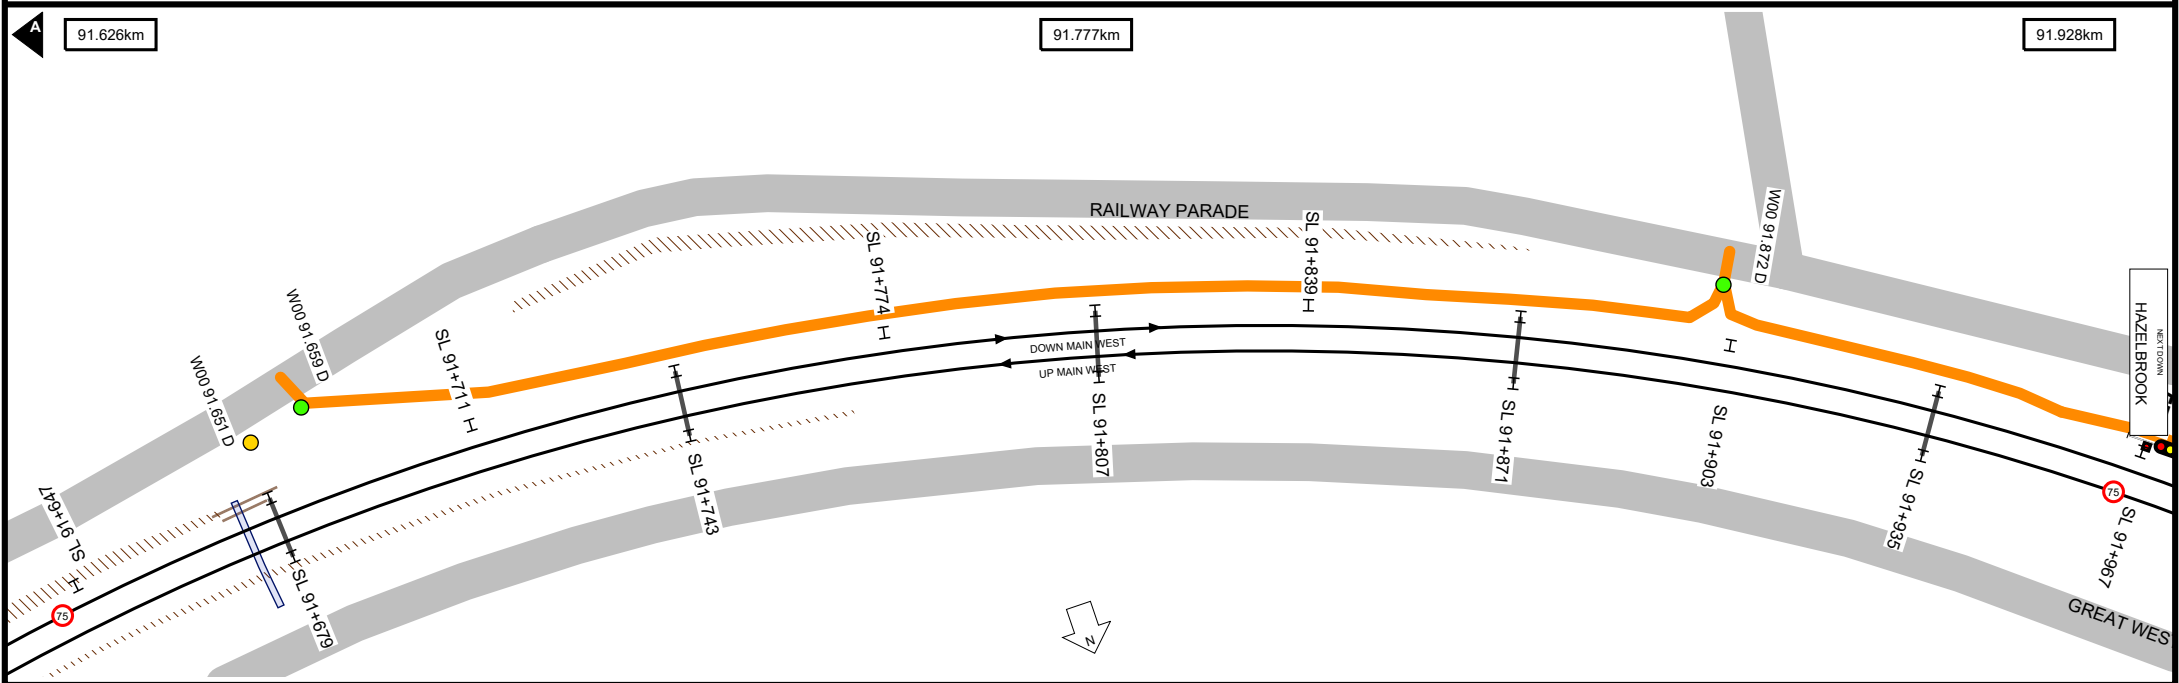 A
91.626km
91.777km
91.928km
RAILWAY PARADE
W00 91.872 D
SL 91+839
SL 91+774
W00 91.659 D
W00 91.651 D
SL 91+711
DOWN MAIN WEST
UP MAIN WEST
NEXT DOWN
HAZELBROOK
SL 91+647
75
SL 91+679
SL 91+743
SL 91+807
SL 91+871
SL 91+903
SL 91+935
75
SL 91+967
GREAT WES
N